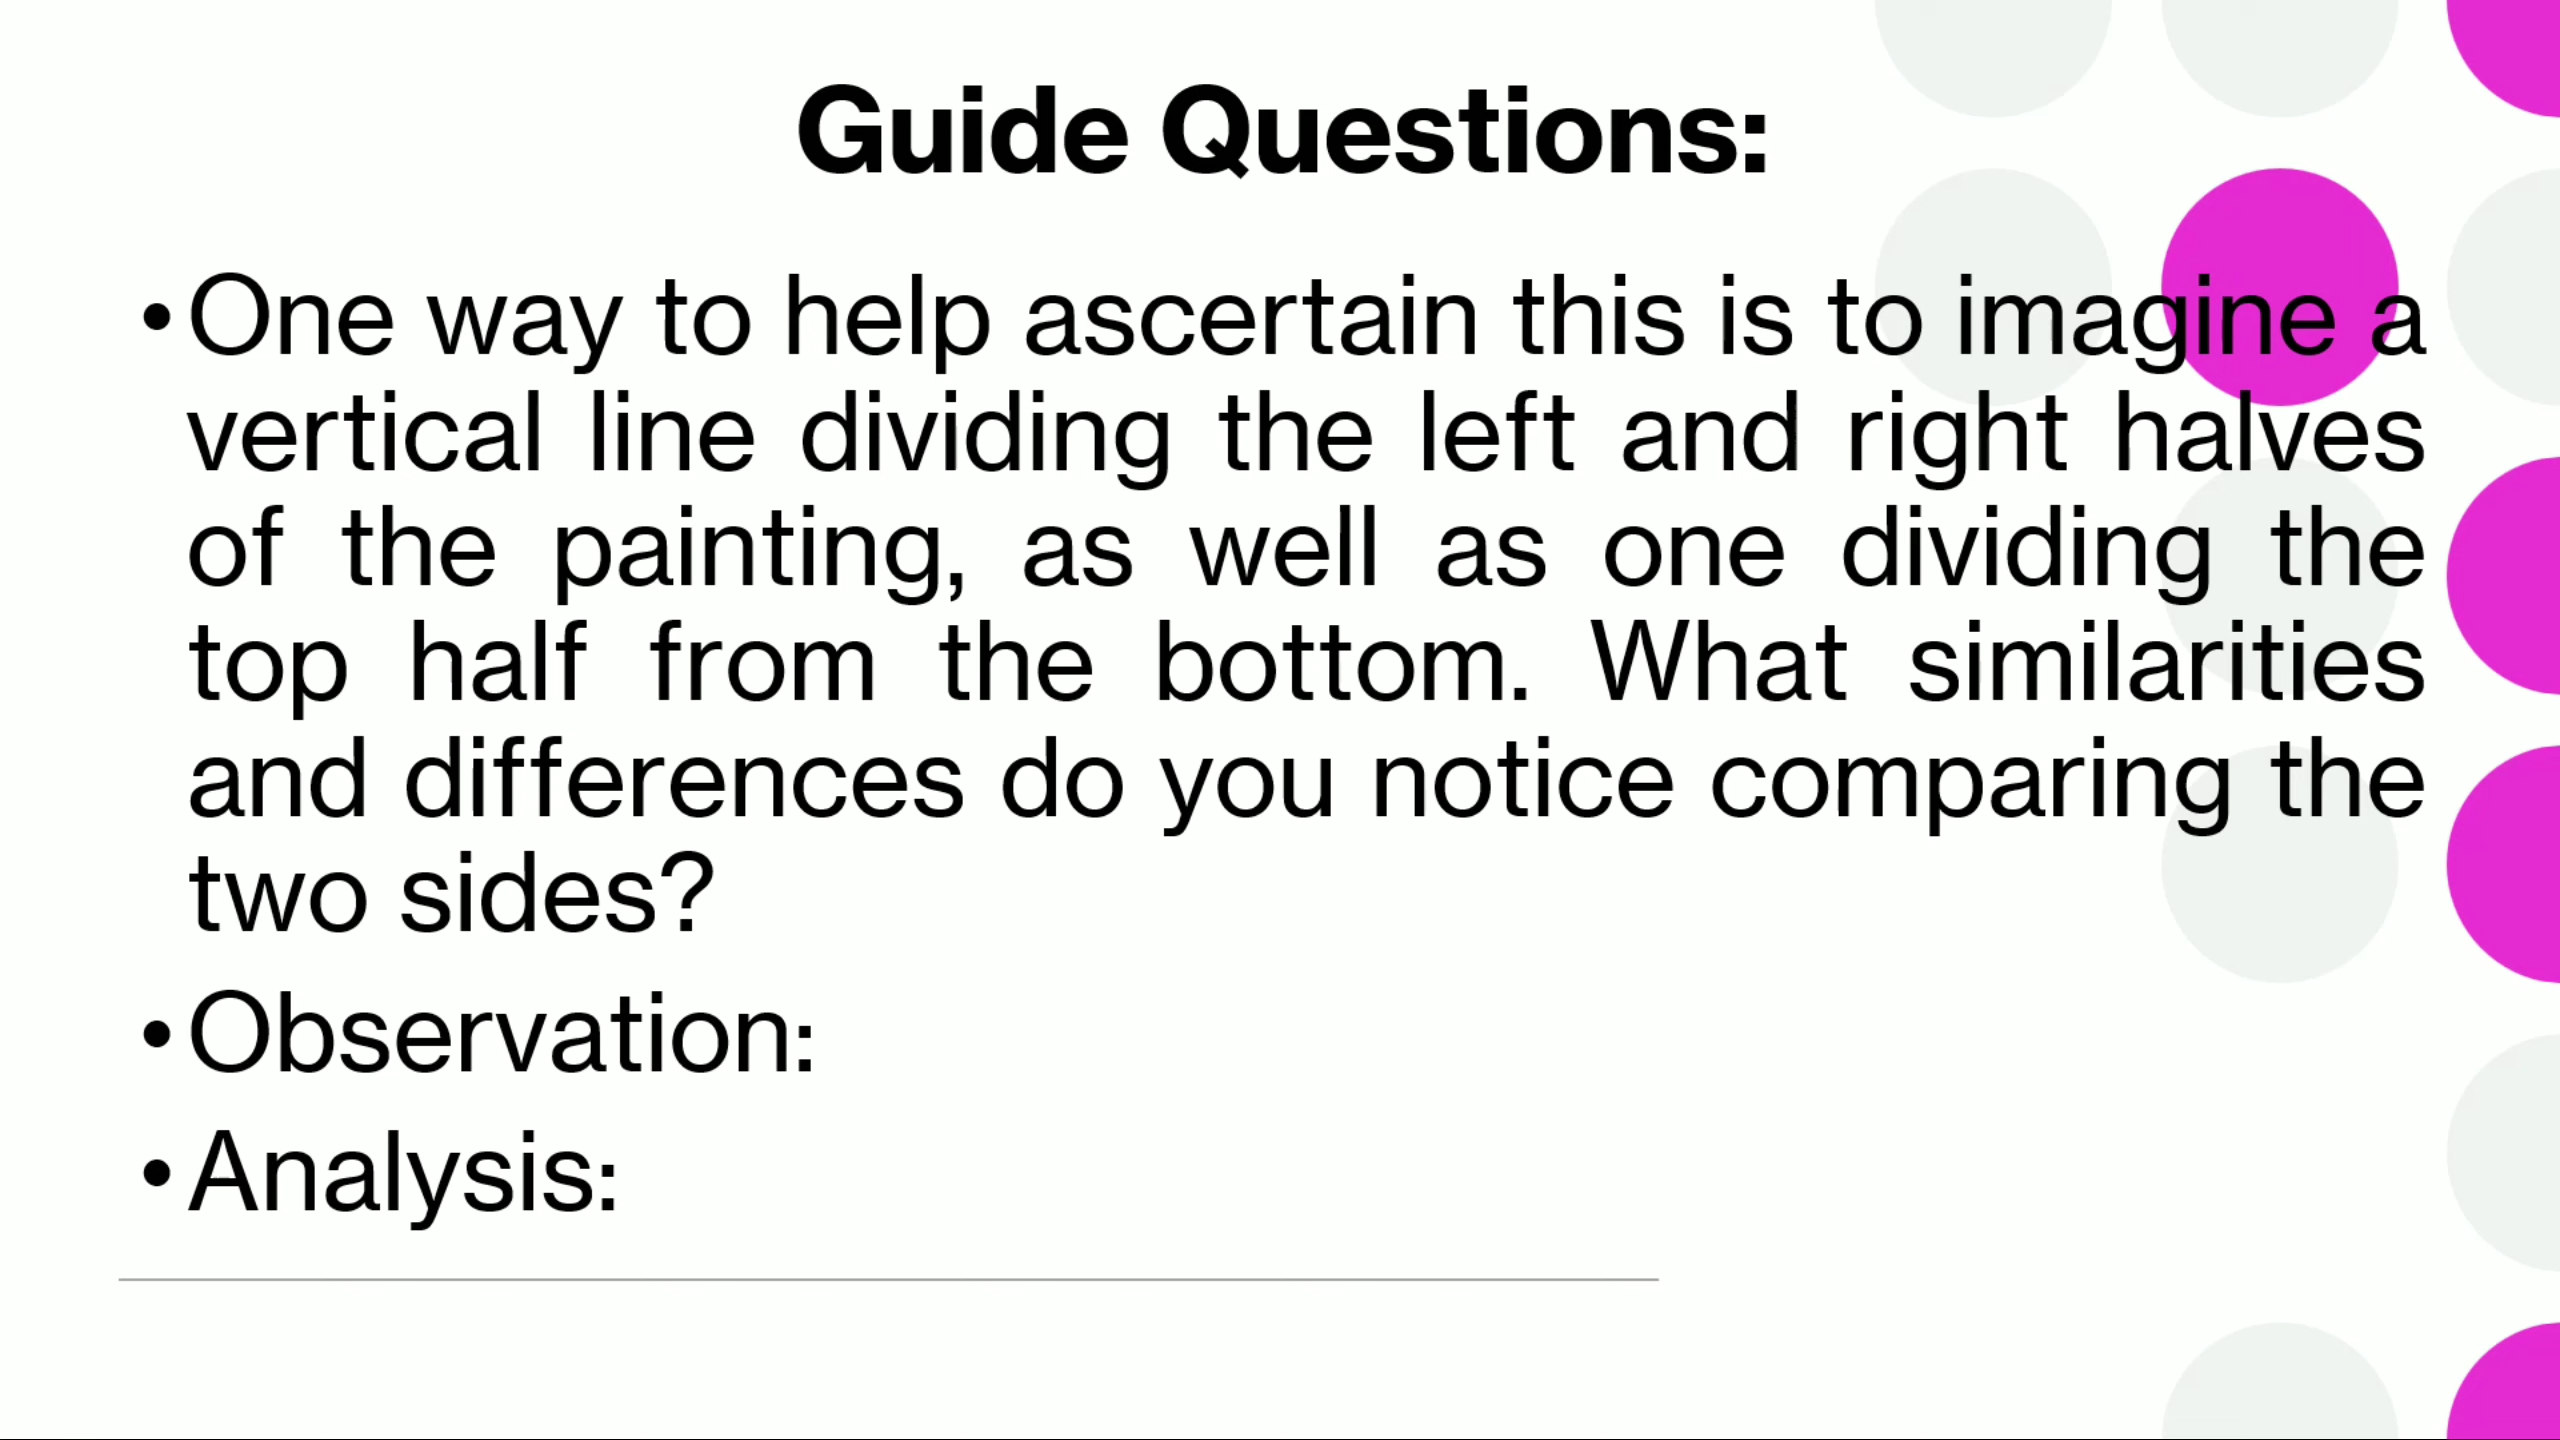 Guide Questions:
•One way to help ascertain this is to imagine a
vertical line dividing the left and right halves
of the painting, as well as one dividing the
top half from the bottom. What similarities
and differences do you notice comparing the
two sides?
•Observation:
•Analysis: